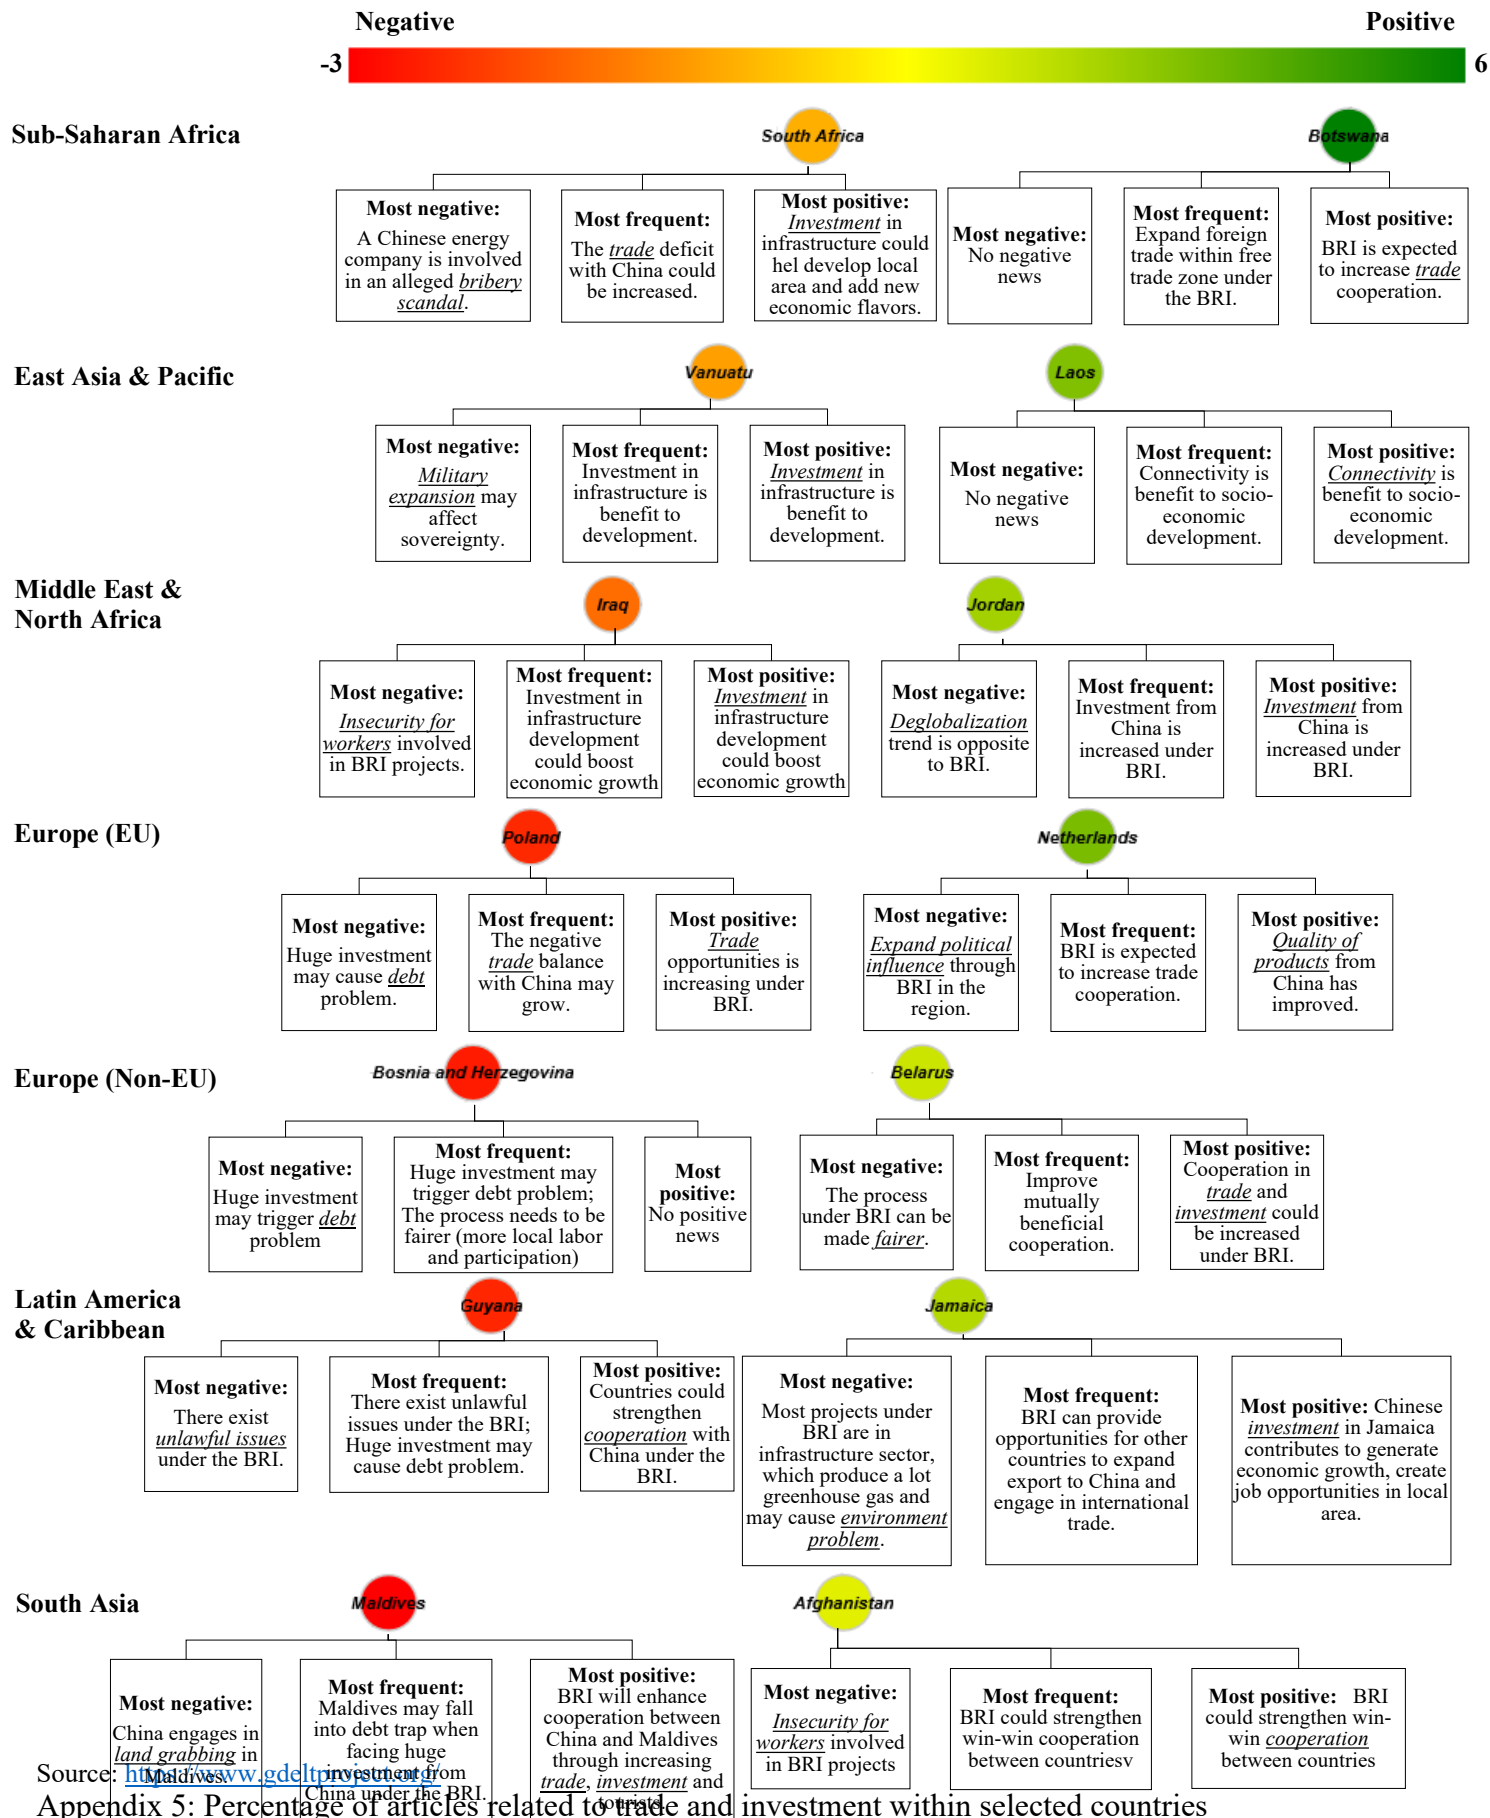 Negative
Positive
-3
6
Sub-Saharan Africa
South Africa
Botswana
Most negative:
A Chinese energy
company is involved
in an alleged bribery
scandal.
Most frequent:
The trade deficit
with China could
be increased.
Most positive:
Investment in
infrastructure could
hel develop local
area and add new
economic flavors.
Most negative:
No negative
news
Most frequent:
Expand foreign
trade within free
trade zone under
the BRI.
Most positive:
BRI is expected
to increase trade
cooperation.
East Asia & Pacific
Vanuatu
Laos
Most negative:
Military
expansion may
affect
sovereignty.
Most frequent:
Investment in
infrastructure is
benefit to
development.
Most positive:
Investment in
infrastructure is
benefit to
development.
Most negative:
No negative
news
Most frequent:
Connectivity is
benefit to socio-
economic
development.
Most positive:
Connectivity is
benefit to socio-
economic
development.
Middle East &
North Africa
Iraq
Jordan
Most negative:
Insecurity for
workers involved
in BRI projects.
Most frequent:
Investment in
infrastructure
development
could boost
economic growth
Most positive:
Investment in
infrastructure
development
could boost
economic growth
Most negative:
Deglobalization
trend is opposite
to BRI.
Most frequent:
Investment from
China is
increased under
BRI.
Most positive:
Investment from
China is
increased under
BRI.
Europe (EU)
Poland
Netherlands
Most negative:
Huge investment
may cause debt
problem.
Most frequent:
The negative
trade balance
with China may
grow.
Most positive:
Trade
opportunities is
increasing under
BRI.
Most negative:
Expand political
influence through
BRI in the
region.
Most frequent:
BRI is expected
to increase trade
cooperation.
Most positive:
Quality of
products from
China has
improved.
Europe (Non-EU)
Bosnia and Herzegovina
Belarus
Most negative:
Huge investment
may trigger debt
problem
Most frequent:
Huge investment may
trigger debt problem;
The process needs to be
fairer (more local labor
and participation)
Most
positive:
No positive
news
Most negative:
The process
under BRI can be
made fairer.
Most frequent:
Improve
mutually
beneficial
cooperation.
Most positive:
Cooperation in
trade and
investment could
be increased
under BRI.
Latin America
& Caribbean
Guyana
Jamaica
Most negative:
There exist
unlawful issues
under the BRI.
Most frequent:
There exist unlawful
issues under the BRI;
Huge investment may
cause debt problem.
Most positive:
Countries could
strengthen
cooperation with
China under the
BRI.
Most negative:
Most projects under
BRI are in
infrastructure sector,
which produce a lot
greenhouse gas and
may cause environment
problem.
Most frequent:
BRI can provide
opportunities for other
countries to expand
export to China and
engage in international
trade.
Most positive: Chinese
investment in Jamaica
contributes to generate
economic growth, create
job opportunities in local
area.
South Asia
Maldives
Afghanistan
Most negative:
China engages in
land grabbing in
Maldives.
Most frequent:
Maldives may fall
into debt trap when
facing huge
investment from
China under the BRI.
Most positive:
BRI will enhance
cooperation between
China and Maldives
through increasing
trade, investment and
tourists.
Most negative:
Insecurity for
workers involved
in BRI projects
Most frequent:
BRI could strengthen
win-win cooperation
between countriesv
Most positive: BRI
could strengthen win-
win cooperation
between countries
Source: https://www.gdeltproject.org/
Appendix 5: Percentage of articles related to trade and investment within selected countries